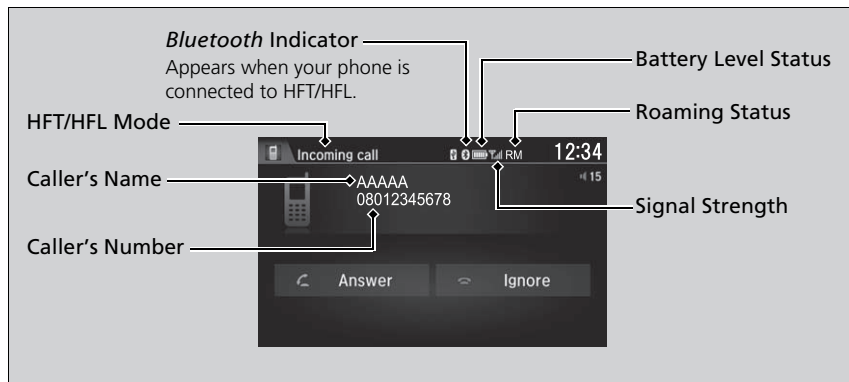 Bluetooth Indicator
Appears when your phone is
connected to HFT/HFL.
Battery Level Status
Roaming Status
HFT/HFL Mode
Incoming call
RM
12:34
Caller's Name
AAAAA
15
08012345678
Signal Strength
Caller's Number
Answer
Ignore